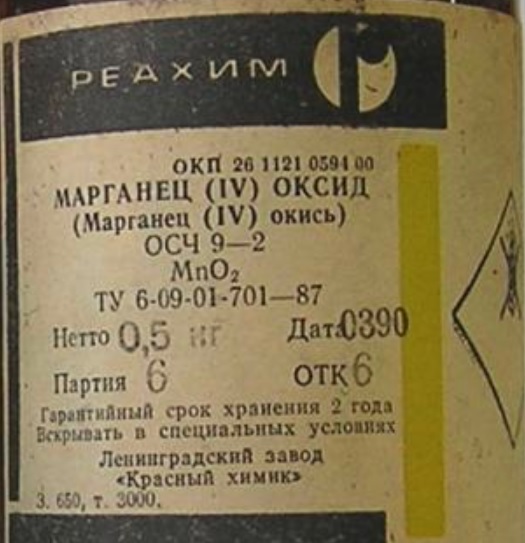 РЕАХИМ
ОКП 26 1121 0594 00
МАРГАНЕЦ (IV) ОКСИД
(Марганец (IV) окись)
ОСЧ 9—2
MnO₂
ТУ 6-09-01-701—87
Нетто 0,5 кг Дата 0390
Партия 6 ОТК 6
Гарантийный срок хранения 2 года
Вскрывать в специальных условиях
Ленинградский завод
«Красный химик»
З. 650, т. 3000.